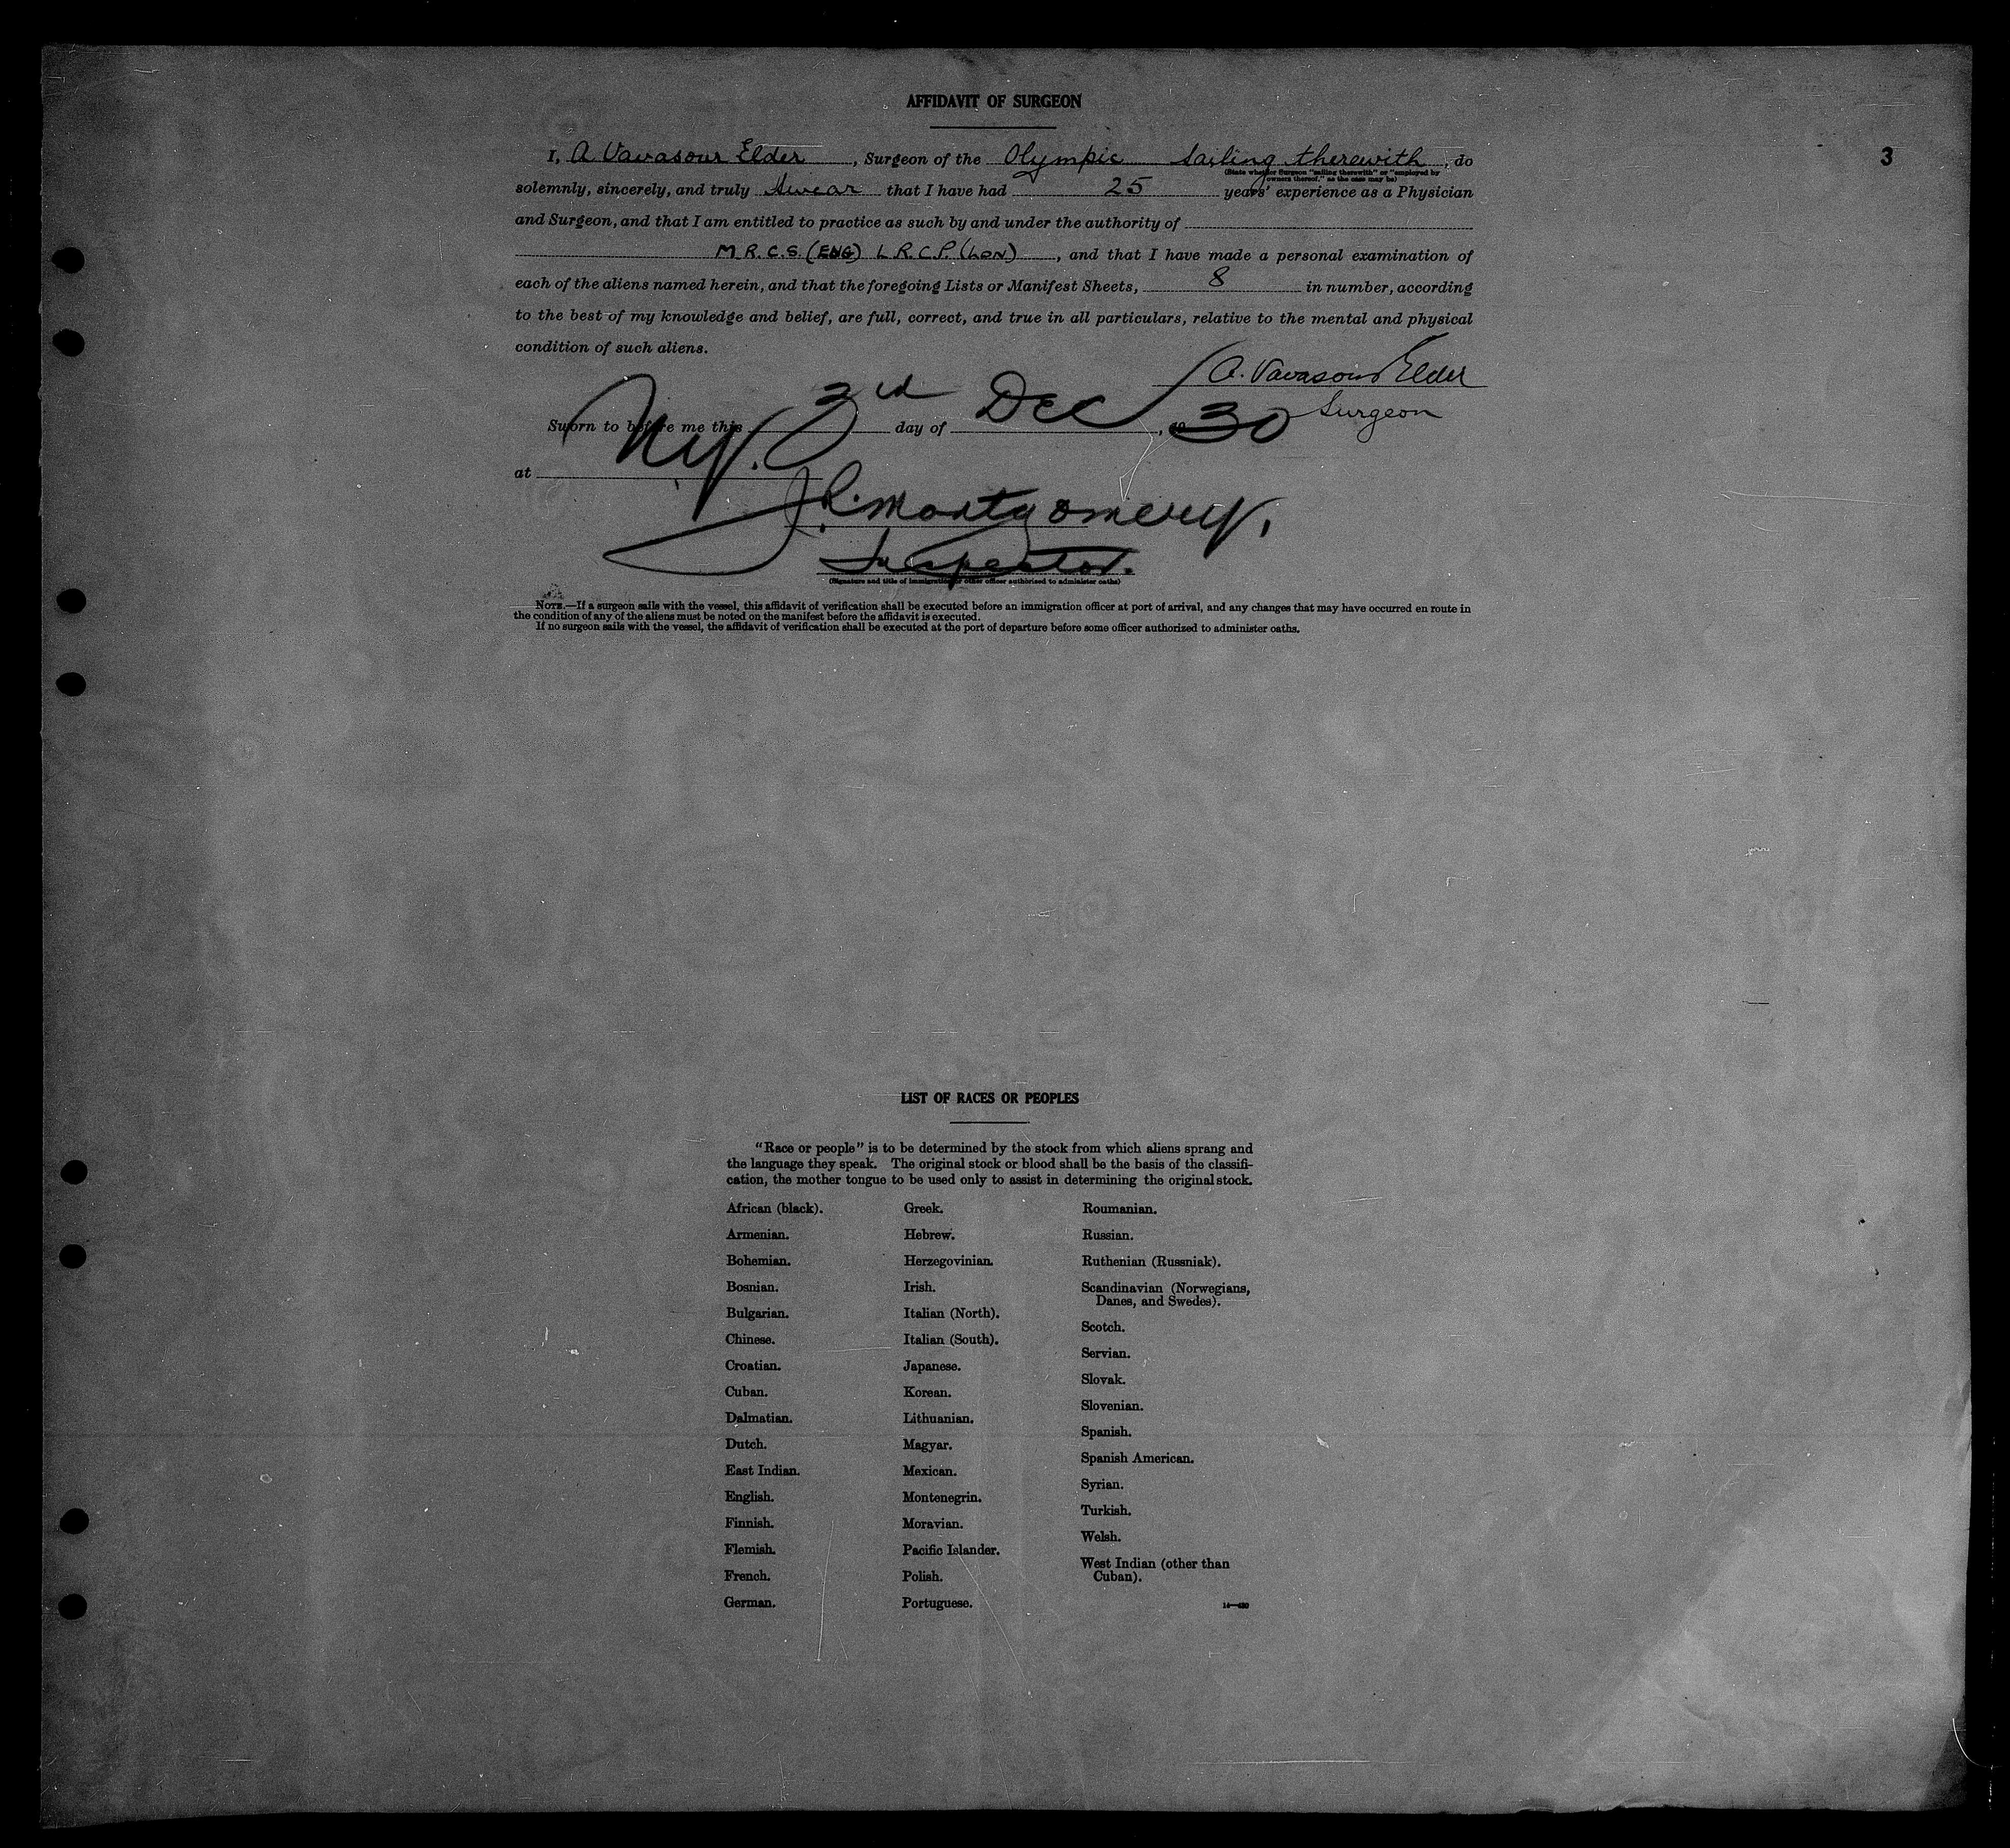 3
AFFIDAVIT OF SURGEON
I, A Vavasour Elder, Surgeon of the Olympic sailing therewith, do
(State whether Surgeon "sailing therewith" or "employed by
owners thereof," as the case may be)
solemnly, sincerely, and truly swear that I have had 25 years' experience as a Physician
and Surgeon, and that I am entitled to practice as such by and under the authority of
M.R.C.S. (ENG) L.R.C.P. (LON), and that I have made a personal examination of
each of the aliens named herein, and that the foregoing Lists or Manifest Sheets, 8 in number, according
to the best of my knowledge and belief, are full, correct, and true in all particulars, relative to the mental and physical
condition of such aliens.
A. Vavasour Elder
Surgeon
Sworn to before me this 3rd day of Dec, 1930
at N.Y.
J.R. Montgomery.
Inspector.
(Signature and title of immigration or other officer authorized to administer oaths)
NOTE.—If a surgeon sails with the vessel, this affidavit of verification shall be executed before an immigration officer at port of arrival, and any changes that may have occurred en route in
the condition of any of the aliens must be noted on the manifest before the affidavit is executed.
If no surgeon sails with the vessel, the affidavit of verification shall be executed at the port of departure before some officer authorized to administer oaths.
LIST OF RACES OR PEOPLES
"Race or people" is to be determined by the stock from which aliens sprang and
the language they speak. The original stock or blood shall be the basis of the classifi-
cation, the mother tongue to be used only to assist in determining the original stock.
African (black).
Armenian.
Bohemian.
Bosnian.
Bulgarian.
Chinese.
Croatian.
Cuban.
Dalmatian.
Dutch.
East Indian.
English.
Finnish.
Flemish.
French.
German.
Greek.
Hebrew.
Herzegovinian.
Irish.
Italian (North).
Italian (South).
Japanese.
Korean.
Lithuanian.
Magyar.
Mexican.
Montenegrin.
Moravian.
Pacific Islander.
Polish.
Portuguese.
Roumanian.
Russian.
Ruthenian (Russniak).
Scandinavian (Norwegians,
Danes, and Swedes).
Scotch.
Servian.
Slovak.
Slovenian.
Spanish.
Spanish American.
Syrian.
Turkish.
Welsh.
West Indian (other than
Cuban).